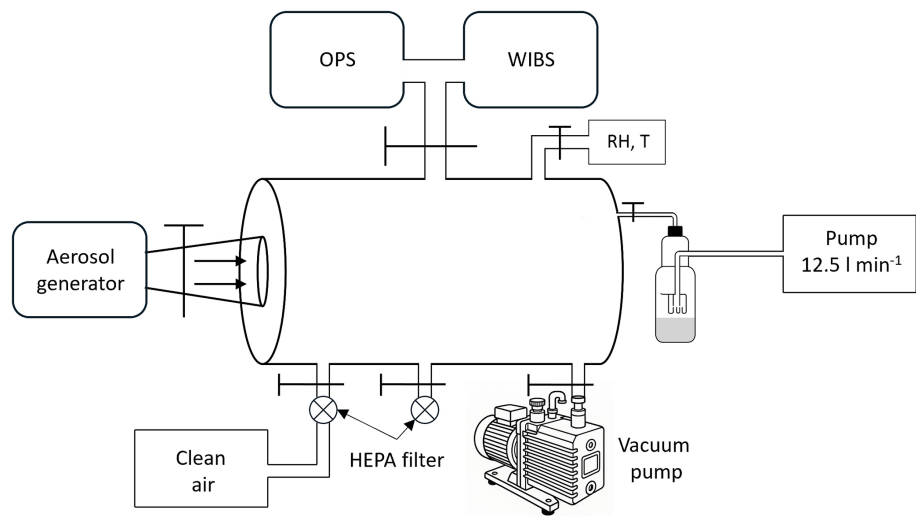 OPS
WIBS
RH, T
Aerosol
generator
Pump
12.5 l min⁻¹
Clean
air
HEPA filter
Vacuum
pump